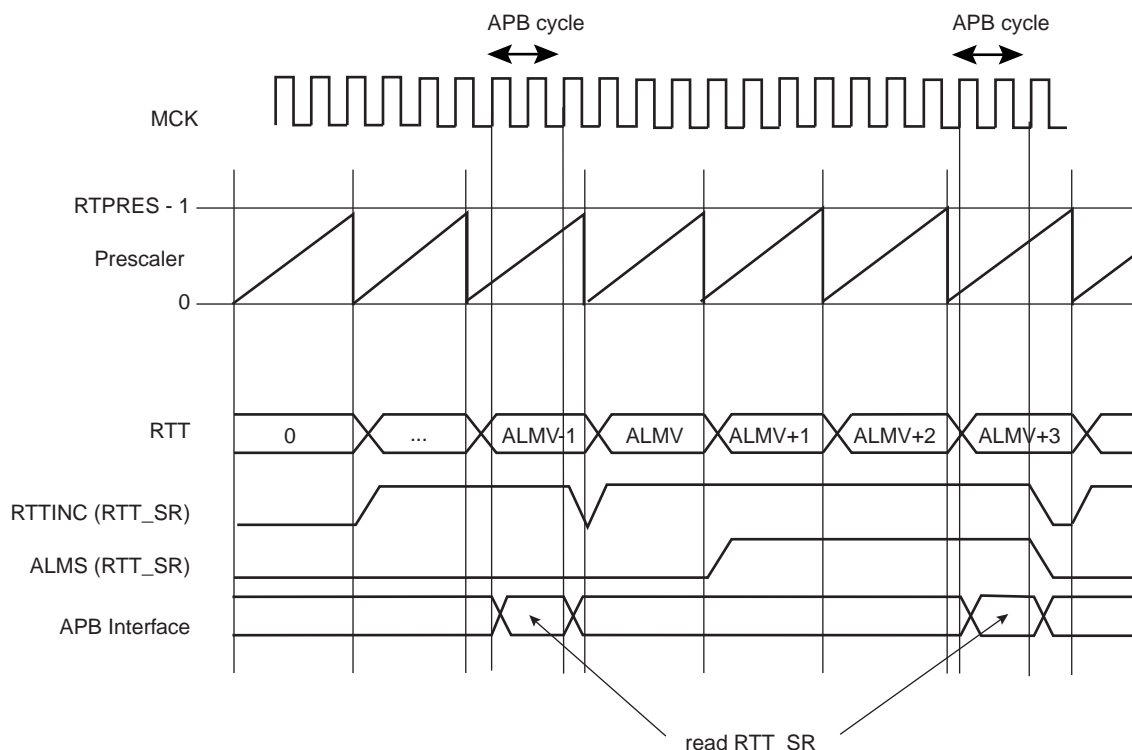 APB cycle
APB cycle
MCK
RTPRES - 1
Prescaler
0
RTT
0
...
ALMV-1
ALMV
ALMV+1
ALMV+2
ALMV+3
RTTINC (RTT_SR)
ALMS (RTT_SR)
APB Interface
read RTT_SR